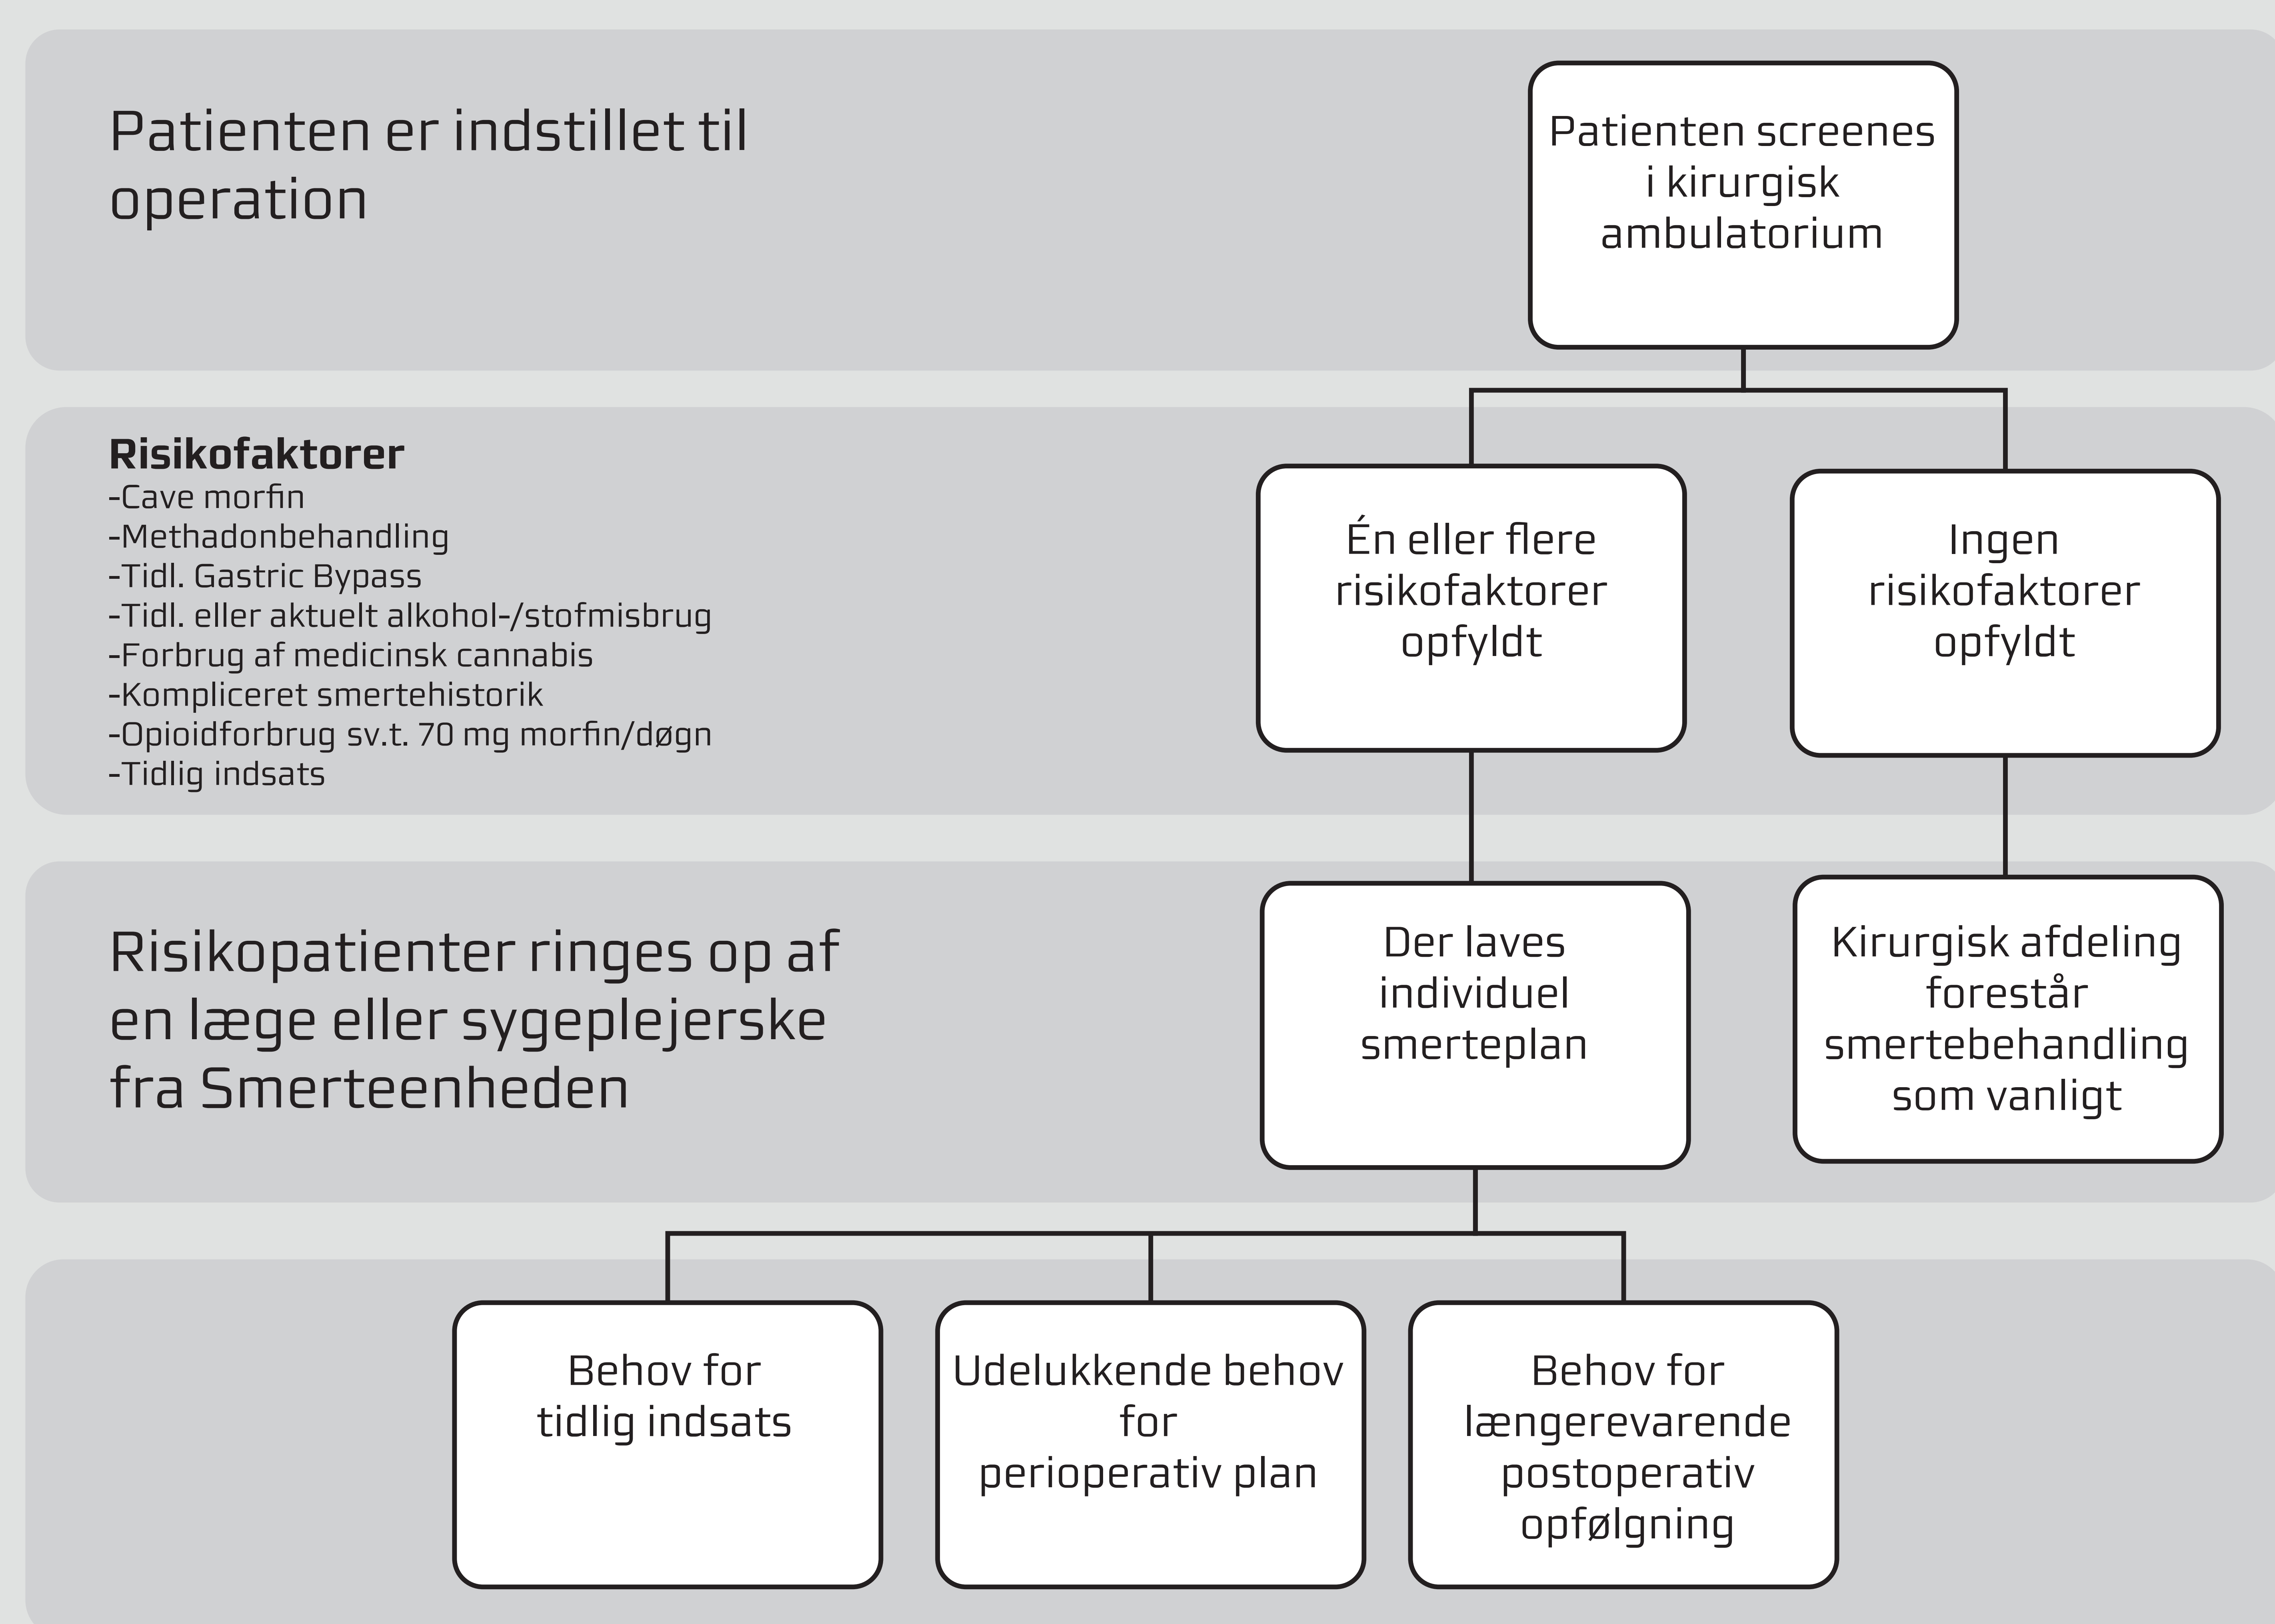 Patienten er indstillet til
operation
Patienten screenes
i kirurgisk
ambulatorium
Risikofaktorer
-Cave morfin
-Methadonbehandling
-Tidl. Gastric Bypass
-Tidl. eller aktuelt alkohol-/stofmisbrug
-Forbrug af medicinsk cannabis
-Kompliceret smertehistorik
-Opioidforbrug sv.t. 70 mg morfin/døgn
-Tidlig indsats
Én eller flere
risikofaktorer
opfyldt
Ingen
risikofaktorer
opfyldt
Risikopatienter ringes op af
en læge eller sygeplejerske
fra Smerteenheden
Der laves
individuel
smerteplan
Kirurgisk afdeling
forestår
smertebehandling
som vanligt
Behov for
tidlig indsats
Udelukkende behov
for
perioperativ plan
Behov for
længerevarende
postoperativ
opfølgning